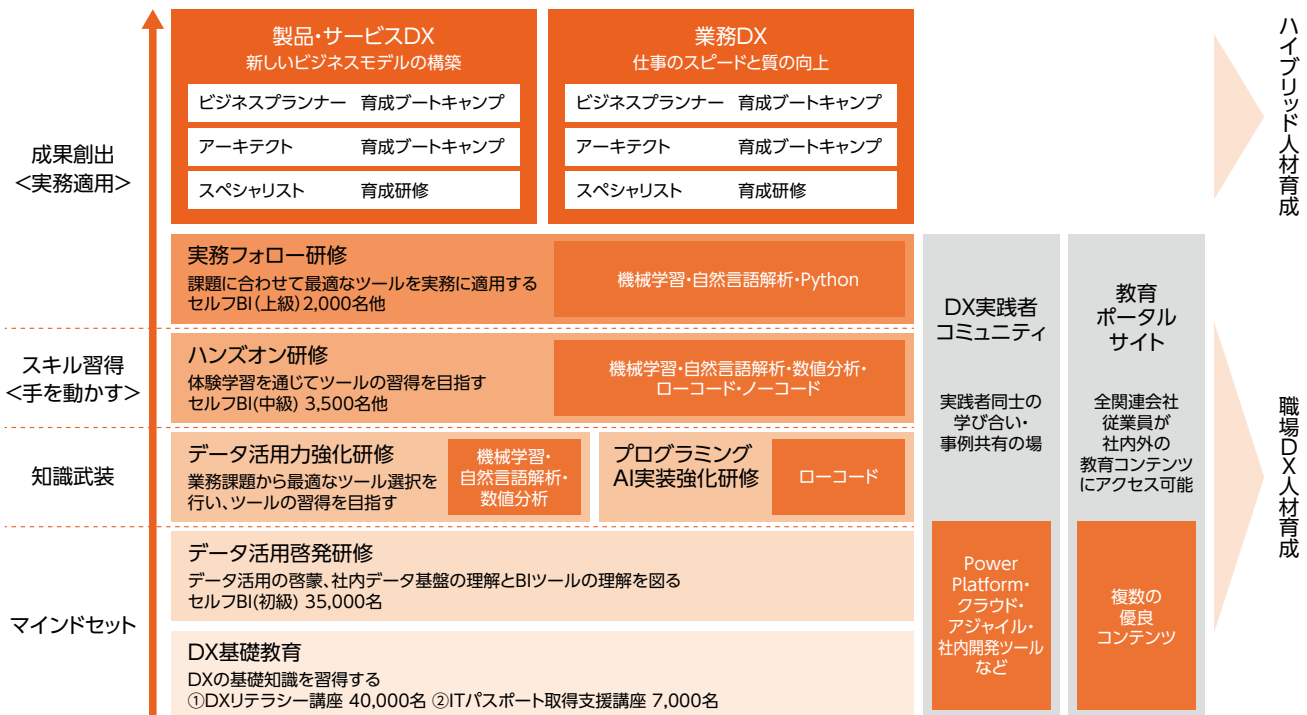 成果創出
<実務適用>
製品・サービスDX
新しいビジネスモデルの構築
ビジネスプランナー 育成ブートキャンプ
アーキテクト 育成ブートキャンプ
スペシャリスト 育成研修
業務DX
仕事のスピードと質の向上
ビジネスプランナー 育成ブートキャンプ
アーキテクト 育成ブートキャンプ
スペシャリスト 育成研修
ハイブリッド人材育成
実務フォロー研修
課題に合わせて最適なツールを実務に適用する
セルフBI(上級)2,000名他
機械学習・自然言語解析・Python
スキル習得
<手を動かす>
ハンズオン研修
体験学習を通じてツールの習得を目指す
セルフBI(中級) 3,500名他
機械学習・自然言語解析・数値分析・
ローコード・ノーコード
知識武装
データ活用力強化研修
業務課題から最適なツール選択を
行い、ツールの習得を目指す
機械学習・
自然言語解析・
数値分析
プログラミング
AI実装強化研修
ローコード
マインドセット
データ活用啓発研修
データ活用の啓蒙、社内データ基盤の理解とBIツールの理解を図る
セルフBI(初級) 35,000名
DX基礎教育
DXの基礎知識を習得する
①DXリテラシー講座 40,000名 ②ITパスポート取得支援講座 7,000名
DX実践者
コミュニティ
実践者同士の
学び合い・
事例共有の場
Power
Platform・
クラウド・
アジャイル・
社内開発ツール
など
教育
ポータル
サイト
全関連会社
従業員が
社内外の
教育コンテンツ
にアクセス可能
複数の
優良
コンテンツ
職場DX人材育成